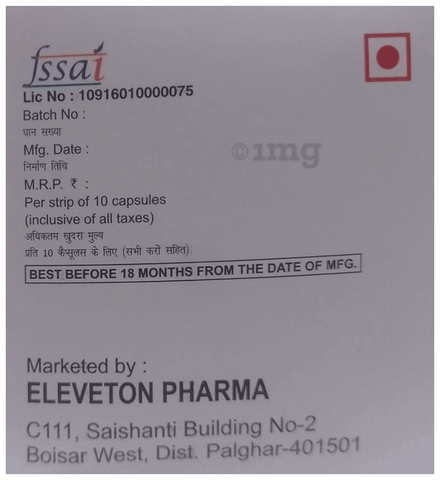 fssai
Lic No : 10916010000075
Batch No :
घान सख्या
Mfg. Date :
निर्माण तिथि
M.R.P. ₹ :
Per strip of 10 capsules
(inclusive of all taxes)
अधिकतम खुदरा मुल्य
प्रति 10 कैप्सूलस के लिए (सभी करों सहित):
©1mg
BEST BEFORE 18 MONTHS FROM THE DATE OF MFG.
Marketed by :
ELEVETON PHARMA
C111, Saishanti Building No-2
Boisar West, Dist. Palghar-401501